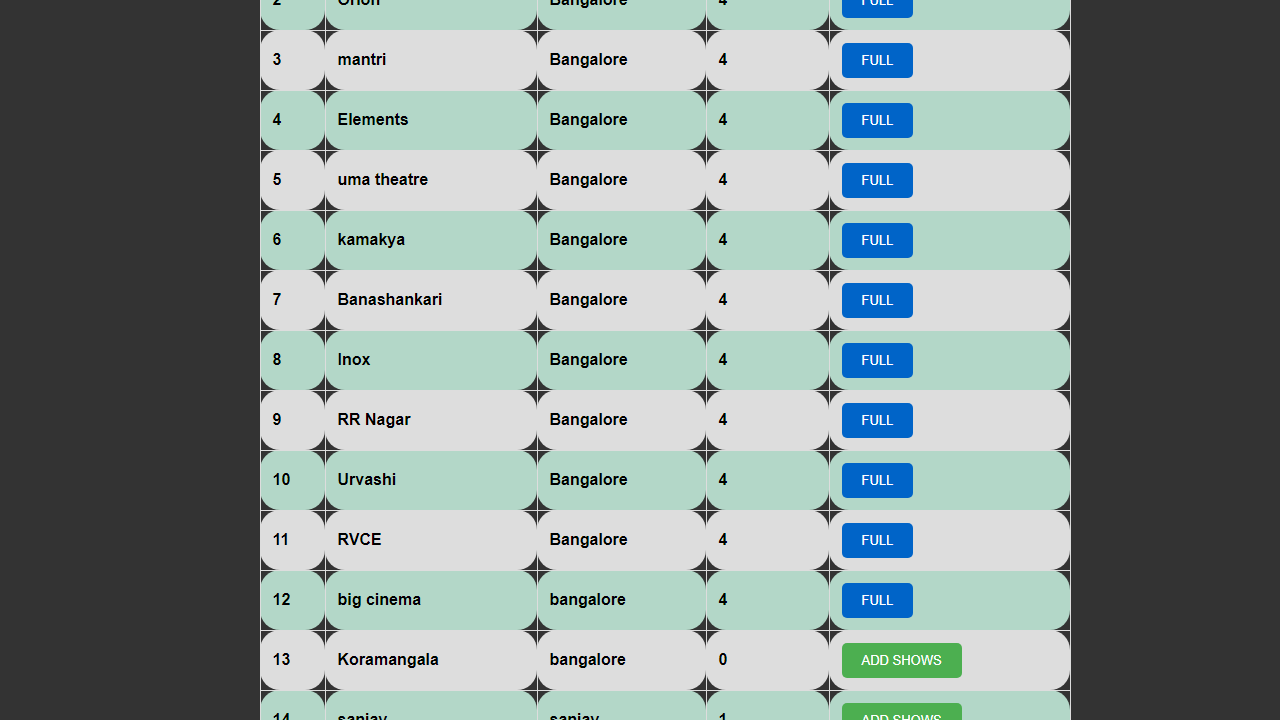 2 Orion Bangalore 4 FULL
3 mantri Bangalore 4 FULL
4 Elements Bangalore 4 FULL
5 uma theatre Bangalore 4 FULL
6 kamakya Bangalore 4 FULL
7 Banashankari Bangalore 4 FULL
8 Inox Bangalore 4 FULL
9 RR Nagar Bangalore 4 FULL
10 Urvashi Bangalore 4 FULL
11 RVCE Bangalore 4 FULL
12 big cinema bangalore 4 FULL
13 Koramangala bangalore 0 ADD SHOWS
14 sanjay sanjay 1 ADD SHOWS